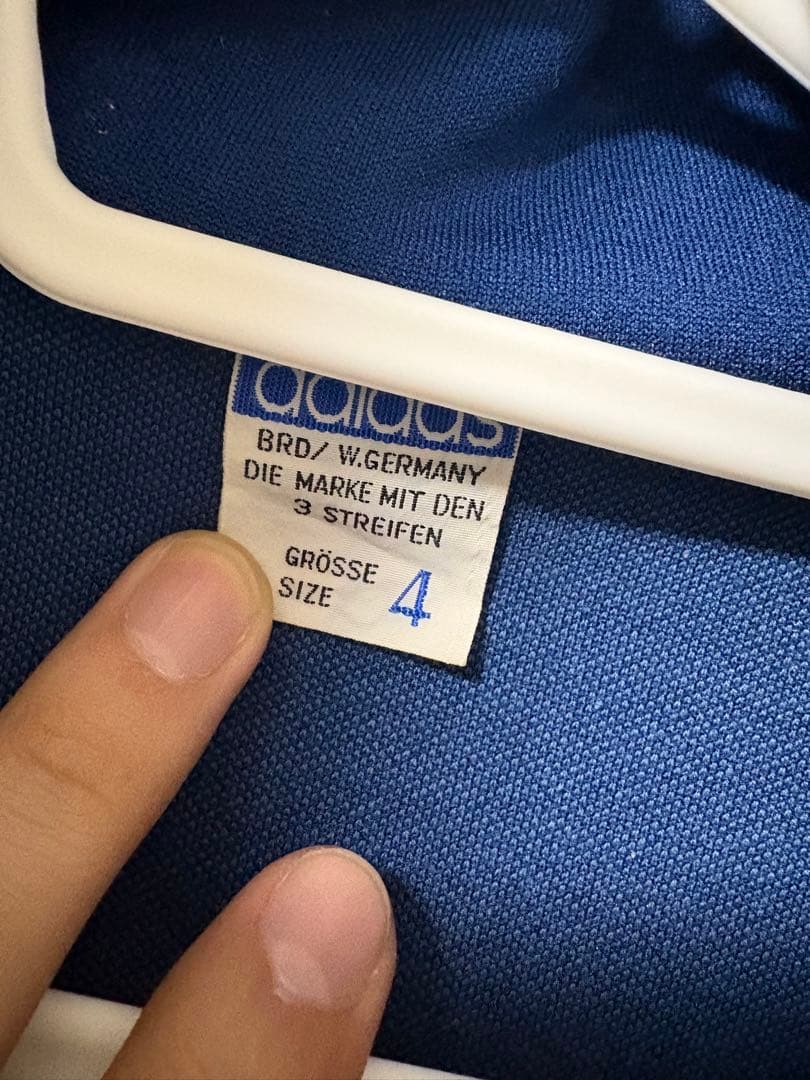 adidas
BRD/ W.GERMANY
DIE MARKE MIT DEN
3 STREIFEN
GRÖSSE
SIZE 4